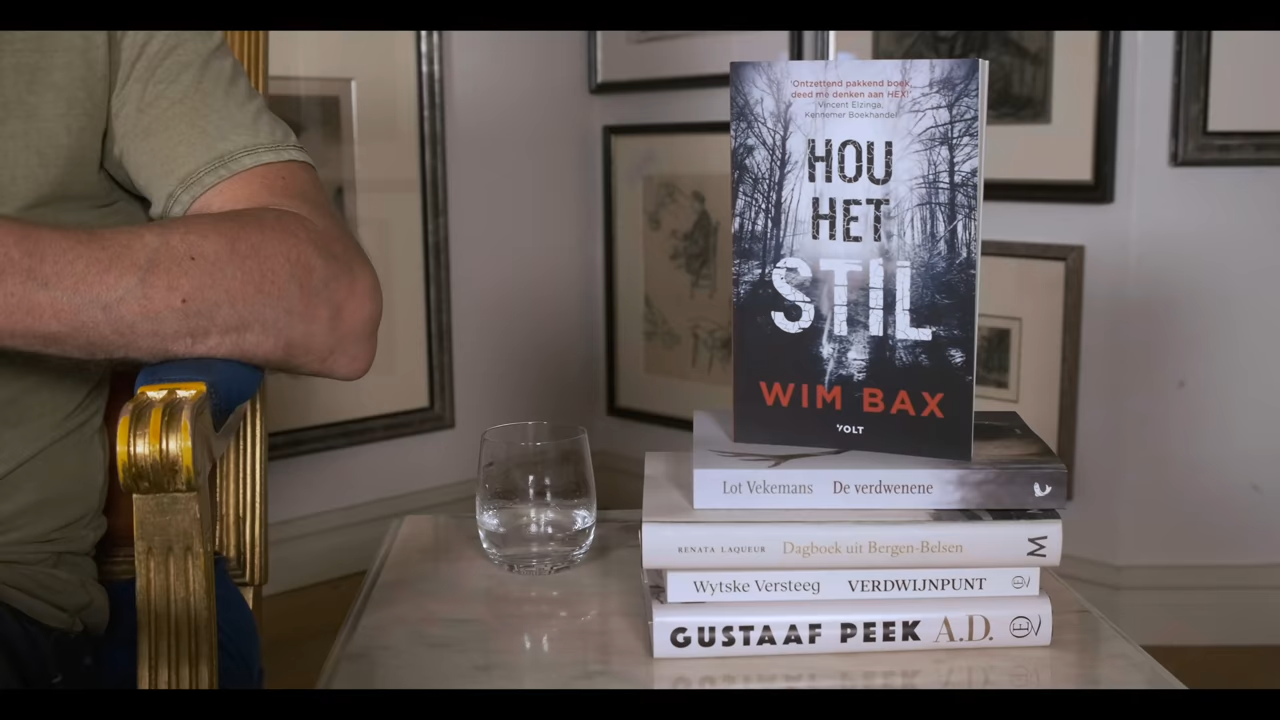 'Ontzettend pakkend boek,
deed me denken aan HEX!'
Vincent Elzinga,
Kennemer Boekhandel
HOU
HET
STIL
WIM BAX
VOLT
Lot Vekemans De verdwenene
RENATA LAQUEUR Dagboek uit Bergen-Belsen M
Wytske Versteeg VERDWIJNPUNT
GUSTAAF PEEK A.D.